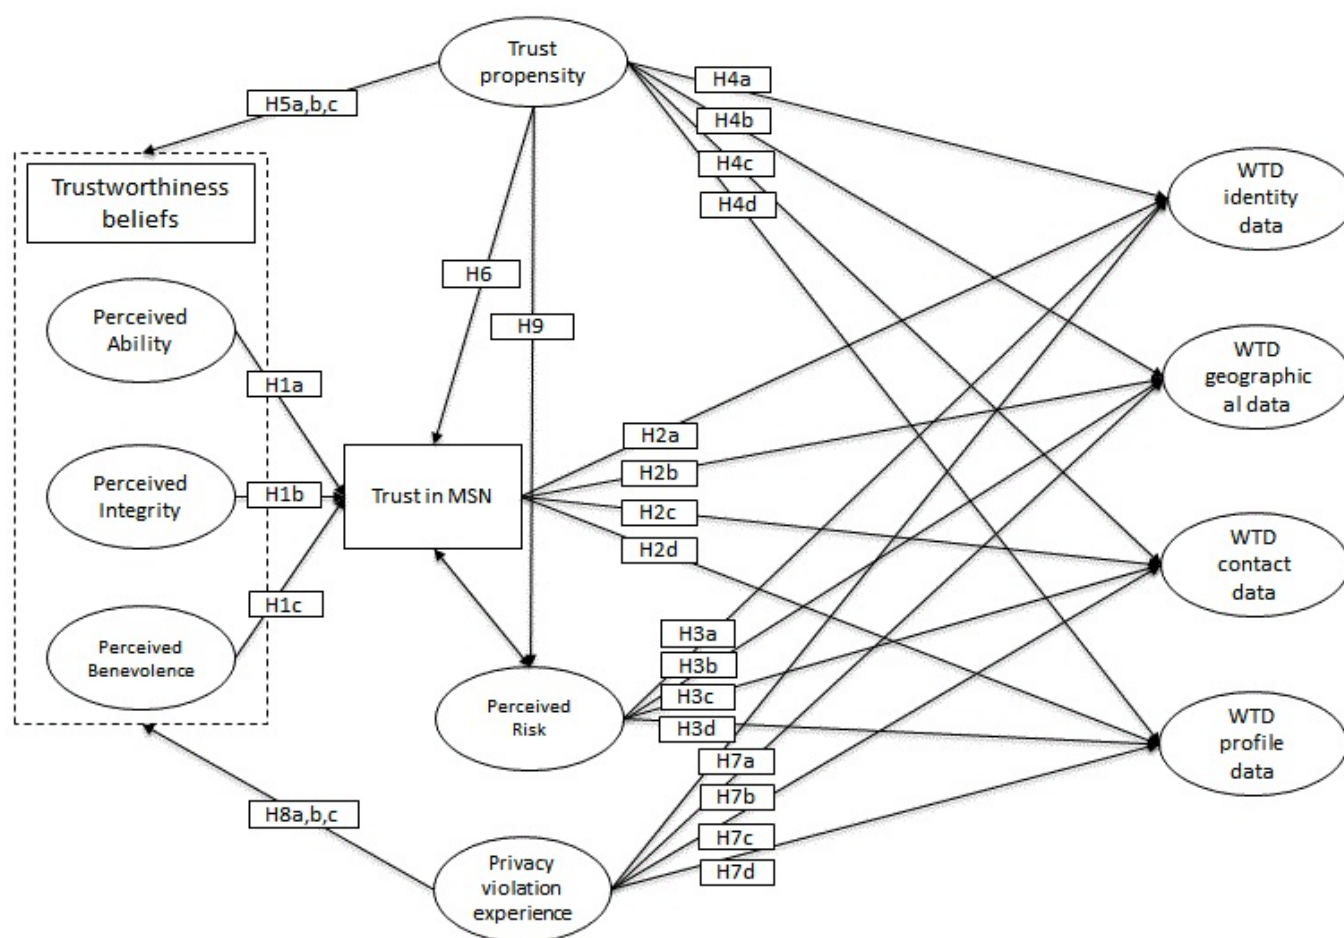 Trust
propensity
H5a,b,c
H4a
H4b
H4c
H4d
Trustworthiness
beliefs
WTD
identity
data
H6
H9
Perceived
Ability
H1a
WTD
geographic
al data
Perceived
Integrity
H1b
Trust in MSN
H2a
H2b
H2c
H2d
WTD
contact
data
Perceived
Benevolence
H1c
Perceived
Risk
H3a
H3b
H3c
H3d
WTD
profile
data
H8a,b,c
Privacy
violation
experience
H7a
H7b
H7c
H7d